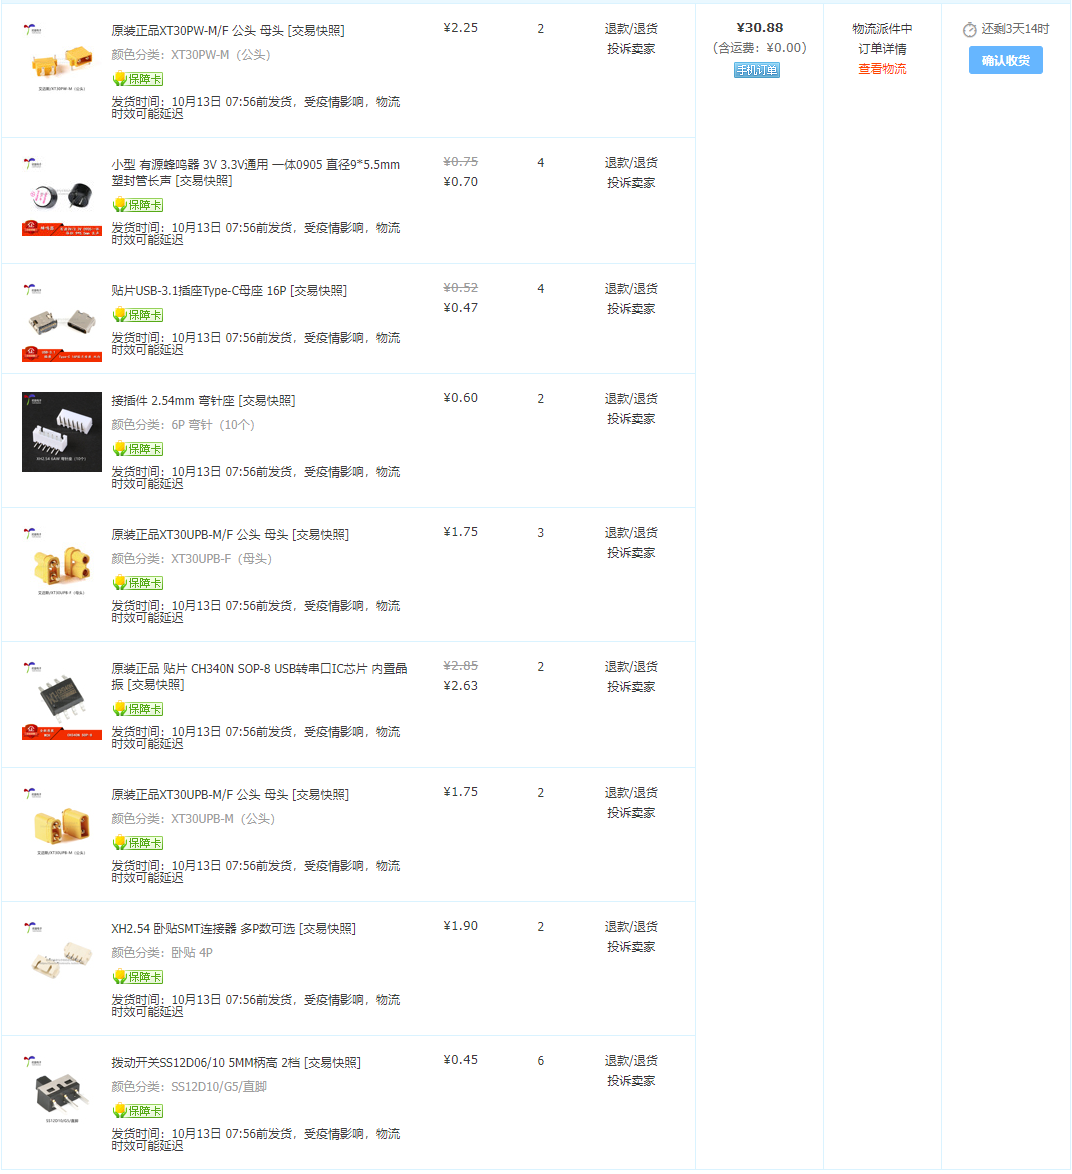 原装正品XT30PW-M/F 公头 母头 [交易快照]
颜色分类：XT30PW-M（公头）
保障卡
发货时间：10月13日 07:56前发货，受疫情影响，物流
时效可能延迟
¥2.25
2
退款/退货
投诉卖家
¥30.88
(含运费：¥0.00)
手机订单
物流派件中
订单详情
查看物流
还剩3天14时
确认收货
小型 有源蜂鸣器 3V 3.3V通用 一体0905 直径9*5.5mm
塑封管长声 [交易快照]
保障卡
发货时间：10月13日 07:56前发货，受疫情影响，物流
时效可能延迟
¥0.75
¥0.70
4
退款/退货
投诉卖家
贴片USB-3.1插座Type-C母座 16P [交易快照]
保障卡
发货时间：10月13日 07:56前发货，受疫情影响，物流
时效可能延迟
¥0.52
¥0.47
4
退款/退货
投诉卖家
接插件 2.54mm 弯针座 [交易快照]
颜色分类：6P 弯针（10个）
保障卡
发货时间：10月13日 07:56前发货，受疫情影响，物流
时效可能延迟
¥0.60
2
退款/退货
投诉卖家
原装正品XT30UPB-M/F 公头 母头 [交易快照]
颜色分类：XT30UPB-F（母头）
保障卡
发货时间：10月13日 07:56前发货，受疫情影响，物流
时效可能延迟
¥1.75
3
退款/退货
投诉卖家
原装正品 贴片 CH340N SOP-8 USB转串口IC芯片 内置晶
振 [交易快照]
保障卡
发货时间：10月13日 07:56前发货，受疫情影响，物流
时效可能延迟
¥2.85
¥2.63
2
退款/退货
投诉卖家
原装正品XT30UPB-M/F 公头 母头 [交易快照]
颜色分类：XT30UPB-M（公头）
保障卡
发货时间：10月13日 07:56前发货，受疫情影响，物流
时效可能延迟
¥1.75
2
退款/退货
投诉卖家
XH2.54 卧贴SMT连接器 多P数可选 [交易快照]
颜色分类：卧贴 4P
保障卡
发货时间：10月13日 07:56前发货，受疫情影响，物流
时效可能延迟
¥1.90
2
退款/退货
投诉卖家
拨动开关SS12D06/10 5MM柄高 2档 [交易快照]
颜色分类：SS12D10/G5/直脚
保障卡
发货时间：10月13日 07:56前发货，受疫情影响，物流
时效可能延迟
¥0.45
6
退款/退货
投诉卖家
SS12D10/G5/直脚